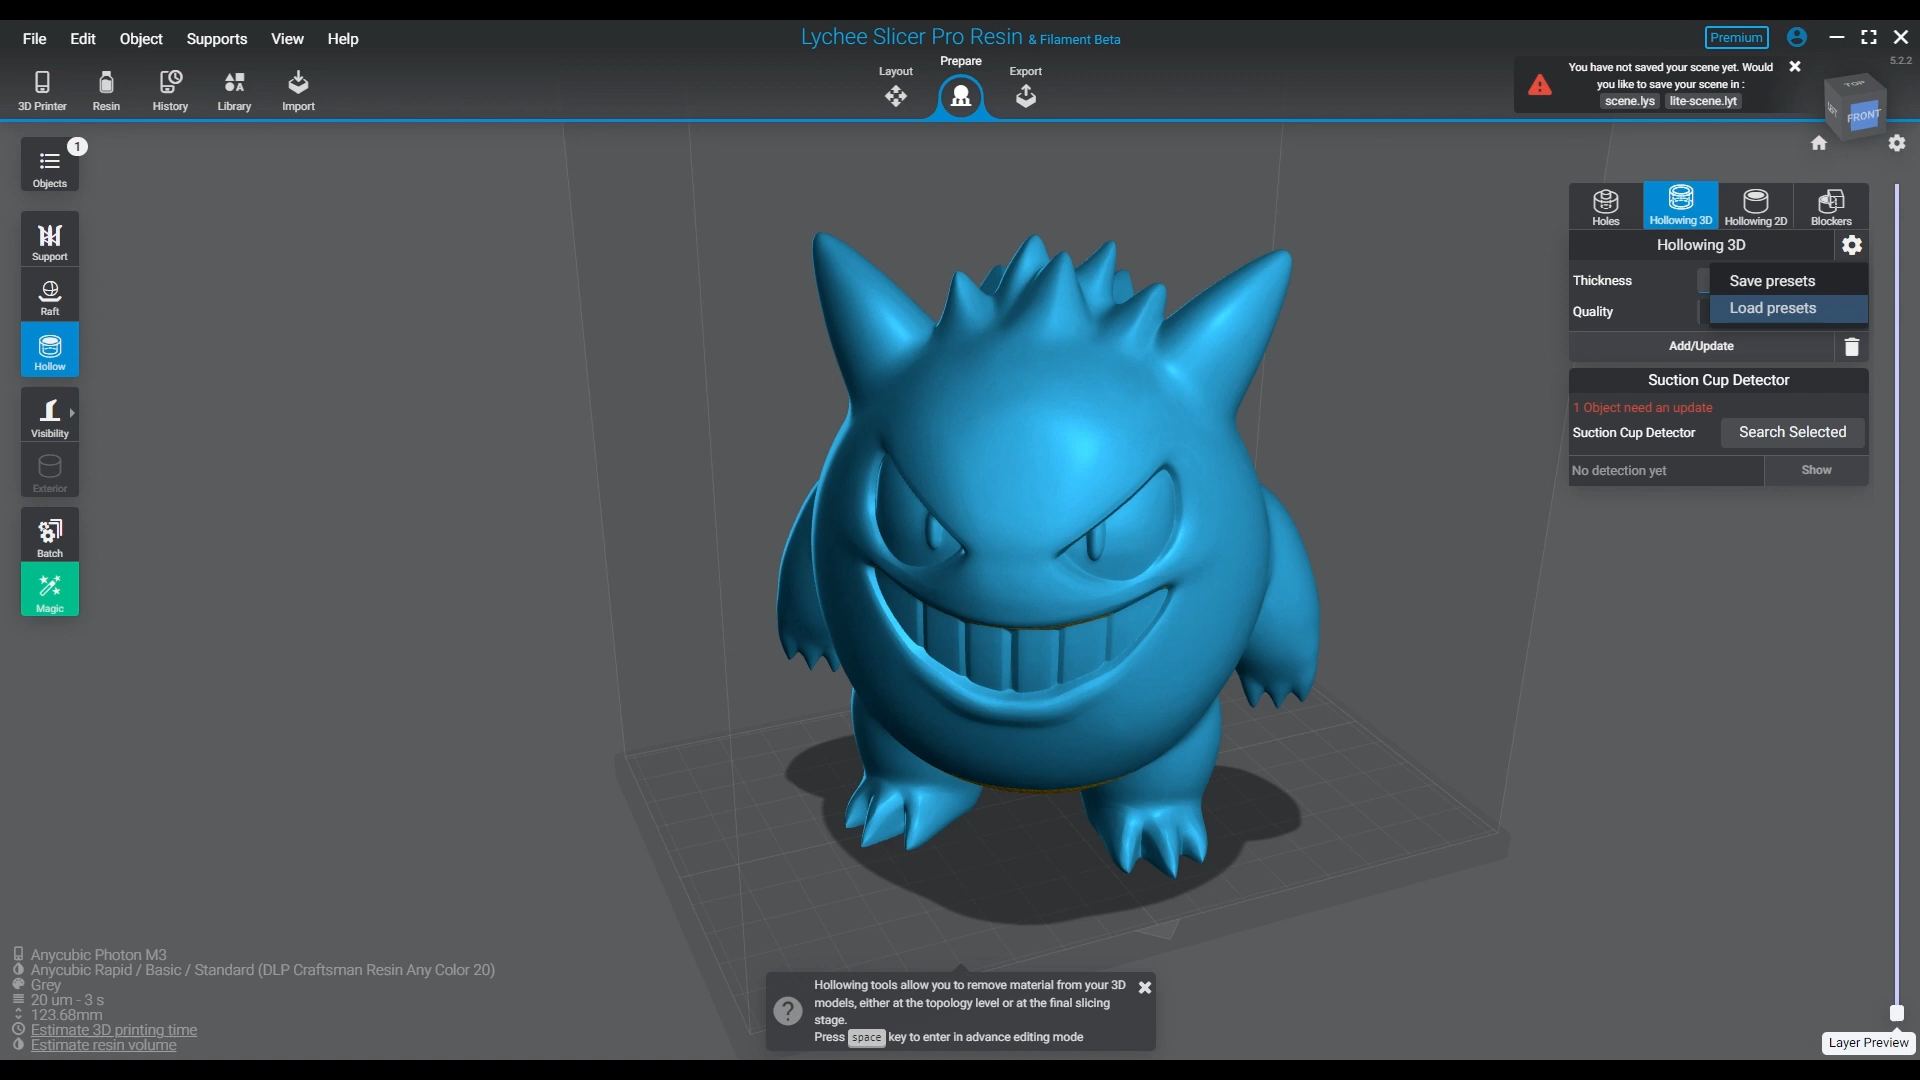 File Edit Object Supports View Help
Lychee Slicer Pro Resin & Filament Beta
Premium
5.2.2
3D Printer Resin History Library Import
Layout Prepare Export
You have not saved your scene yet. Would
you like to save your scene in :
scene.lys lite-scene.lyt
TOP
FRONT
1
Objects
Support
Raft
Hollow
Visibility
Exterior
Batch
Magic
Holes Hollowing 3D Hollowing 2D Blockers
Hollowing 3D
Thickness
Save presets
Quality
Load presets
Add/Update
Suction Cup Detector
1 Object need an update
Suction Cup Detector Search Selected
No detection yet Show
Anycubic Photon M3
Anycubic Rapid / Basic / Standard (DLP Craftsman Resin Any Color 20)
Grey
20 um - 3 s
123.68mm
Estimate 3D printing time
Estimate resin volume
Hollowing tools allow you to remove material from your 3D
models, either at the topology level or at the final slicing
stage.
Press space key to enter in advance editing mode
Layer Preview